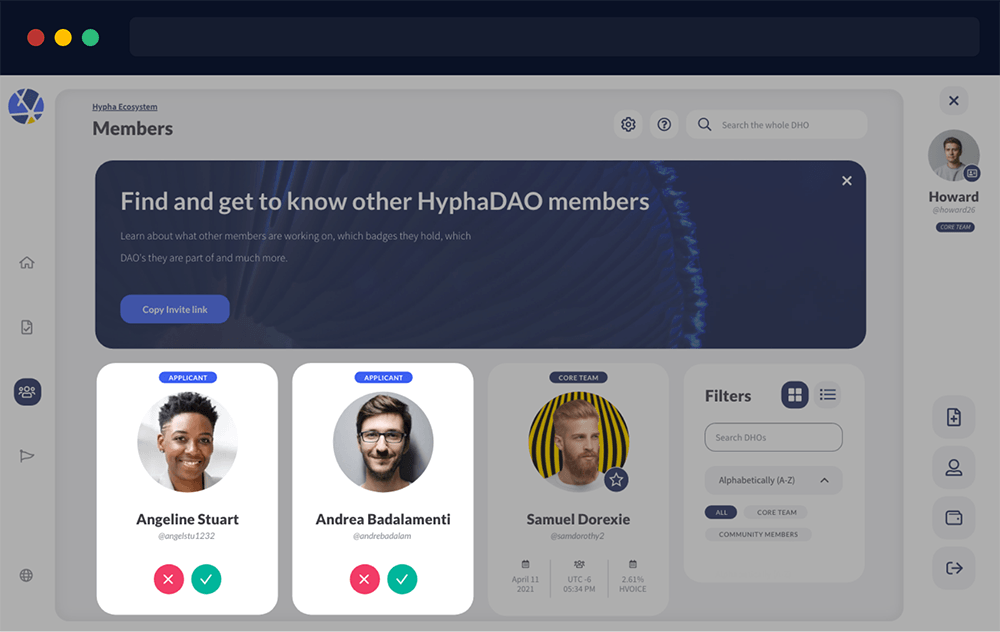 Hypha Ecosystem
Members
Search the whole DHO
Find and get to know other HyphaDAO members
Learn about what other members are working on, which badges they hold, which
DAO's they are part of and much more.
Copy Invite link
Howard
@howard26
CORE TEAM
APPLICANT
Angeline Stuart
@angelstu1232
APPLICANT
Andrea Badalamenti
@andrebadalam
CORE TEAM
Samuel Dorexie
@samdorothy2
April 11
2021
UTC -6
05:34 PM
2.61%
HVOICE
Filters
Search DHOs
Alphabetically (A-Z)
ALL
CORE TEAM
COMMUNITY MEMBERS